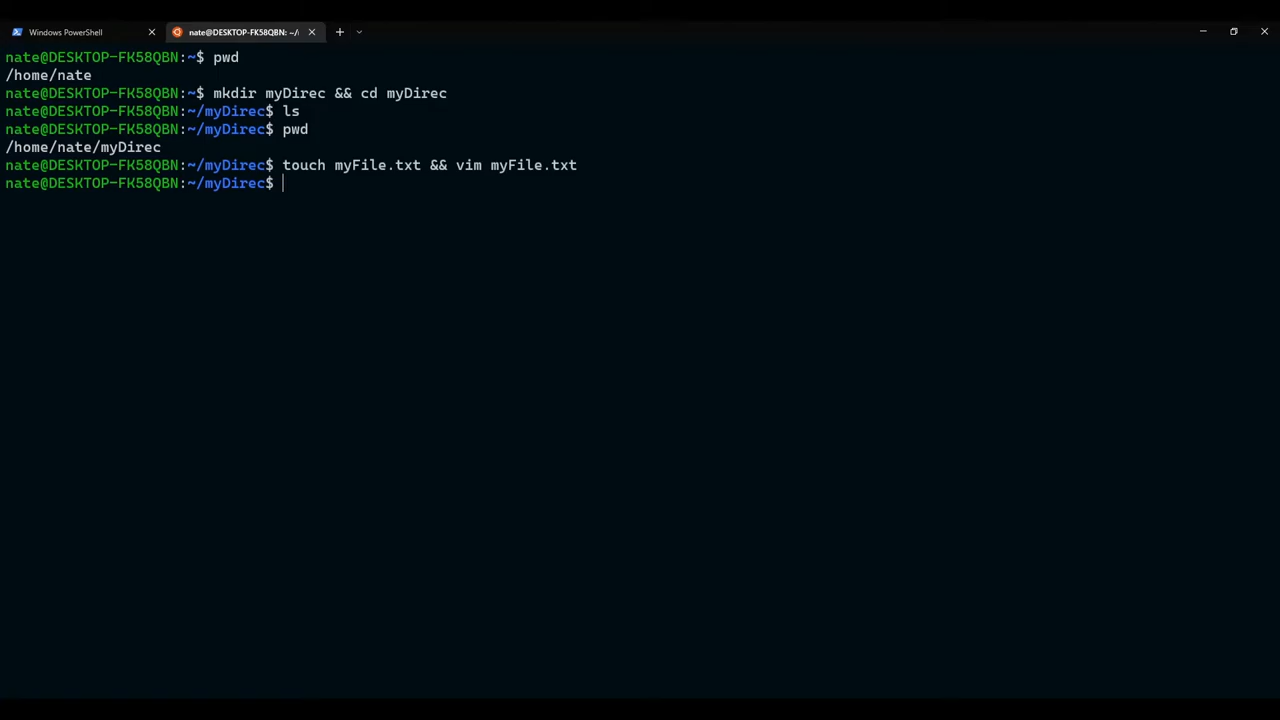 Windows PowerShell
nate@DESKTOP-FK58QBN: ~/
nate@DESKTOP-FK58QBN:~$ pwd
/home/nate
nate@DESKTOP-FK58QBN:~$ mkdir myDirec && cd myDirec
nate@DESKTOP-FK58QBN:~/myDirec$ ls
nate@DESKTOP-FK58QBN:~/myDirec$ pwd
/home/nate/myDirec
nate@DESKTOP-FK58QBN:~/myDirec$ touch myFile.txt && vim myFile.txt
nate@DESKTOP-FK58QBN:~/myDirec$